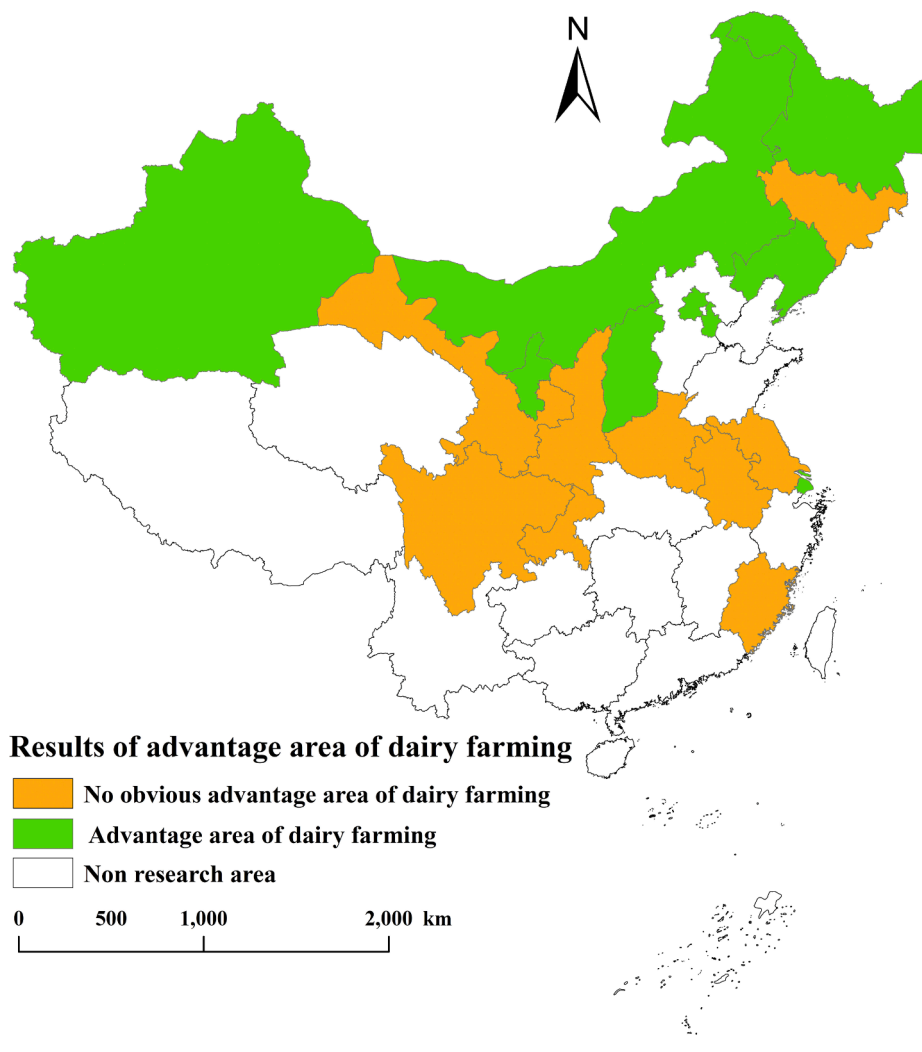 N
Results of advantage area of dairy farming
No obvious advantage area of dairy farming
Advantage area of dairy farming
Non research area
0 500 1,000 2,000 km